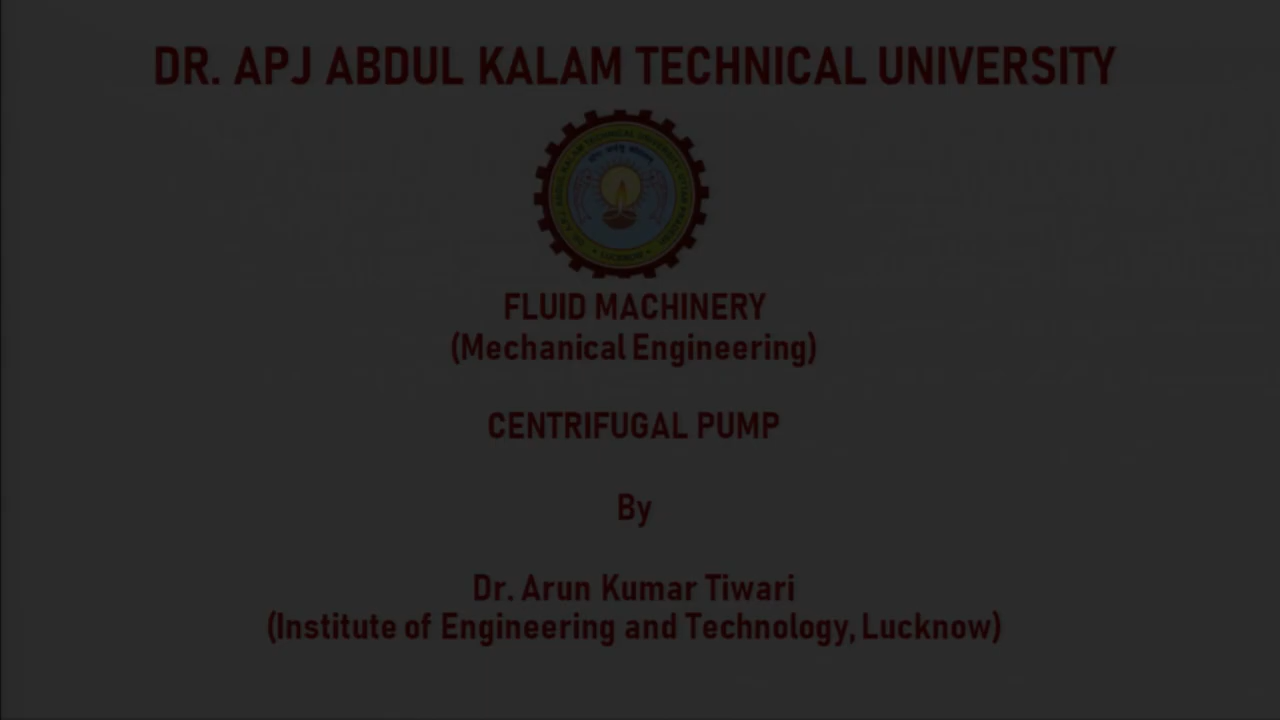 DR. APJ ABDUL KALAM TECHNICAL UNIVERSITY
LUCKNOW
FLUID MACHINERY
(Mechanical Engineering)
CENTRIFUGAL PUMP
By
Dr. Arun Kumar Tiwari
(Institute of Engineering and Technology, Lucknow)